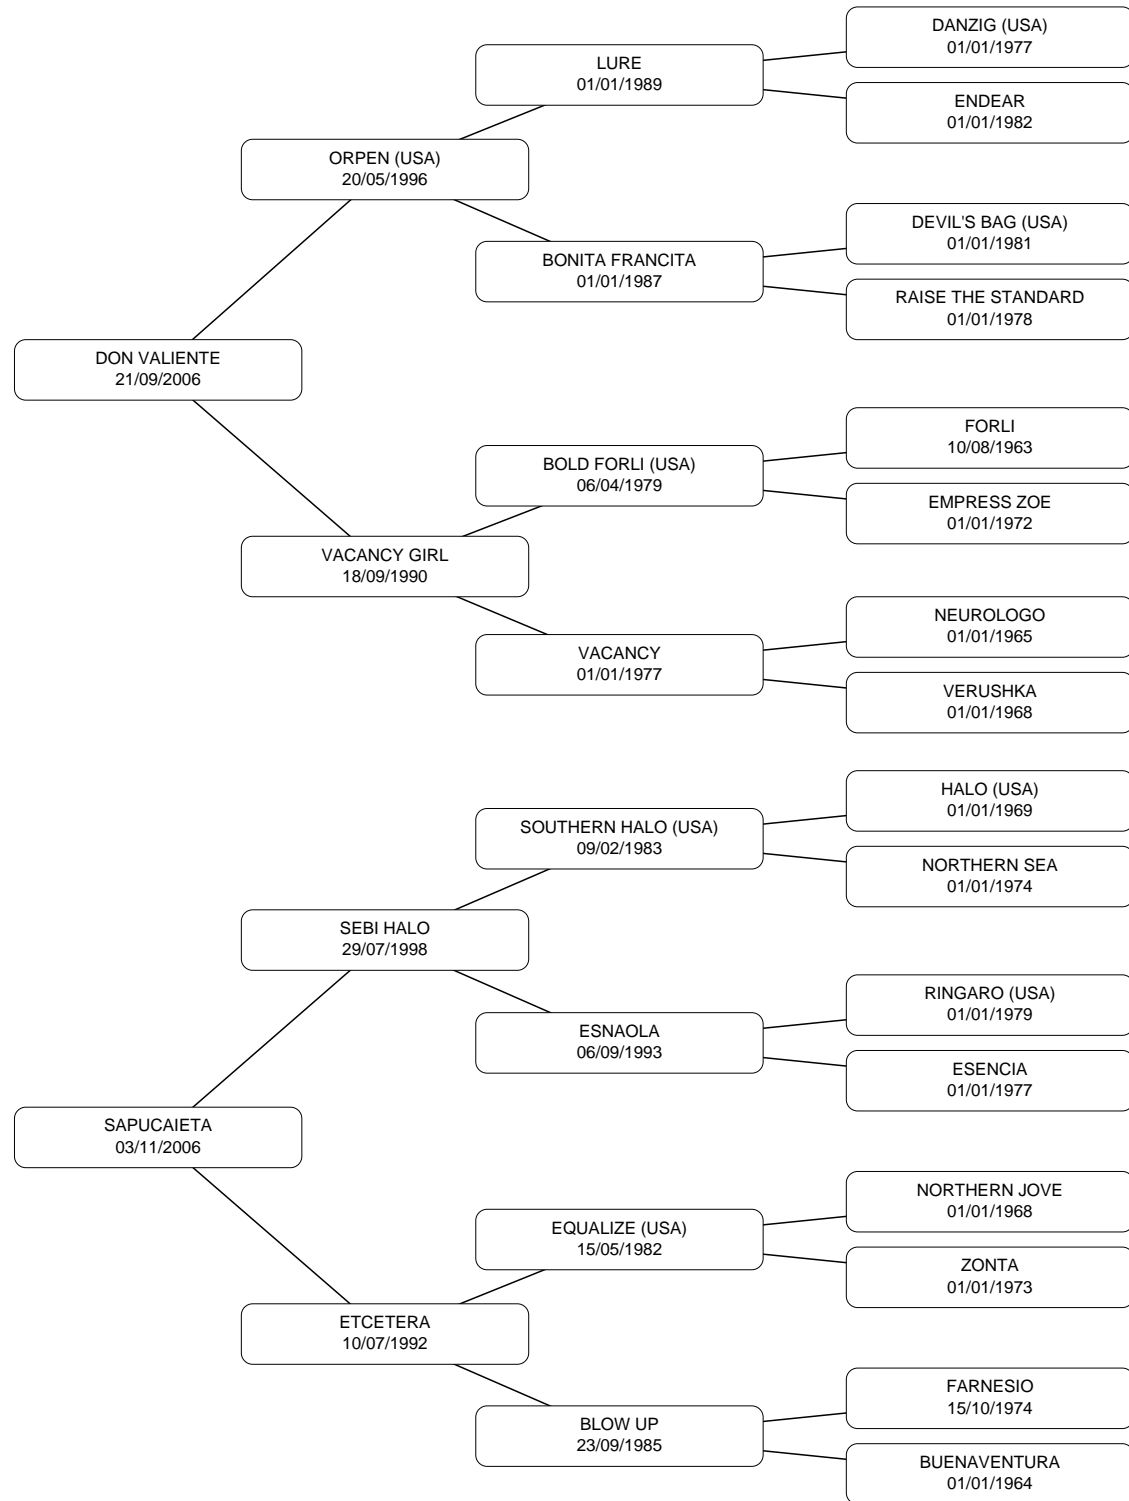 DANZIG (USA)
01/01/1977
LURE
01/01/1989
ENDEAR
01/01/1982
ORPEN (USA)
20/05/1996
DEVIL'S BAG (USA)
01/01/1981
BONITA FRANCITA
01/01/1987
RAISE THE STANDARD
01/01/1978
DON VALIENTE
21/09/2006
FORLI
10/08/1963
BOLD FORLI (USA)
06/04/1979
EMPRESS ZOE
01/01/1972
VACANCY GIRL
18/09/1990
NEUROLOGO
01/01/1965
VACANCY
01/01/1977
VERUSHKA
01/01/1968
HALO (USA)
01/01/1969
SOUTHERN HALO (USA)
09/02/1983
NORTHERN SEA
01/01/1974
SEBI HALO
29/07/1998
RINGARO (USA)
01/01/1979
ESNAOLA
06/09/1993
ESENCIA
01/01/1977
SAPUCAIETA
03/11/2006
NORTHERN JOVE
01/01/1968
EQUALIZE (USA)
15/05/1982
ZONTA
01/01/1973
ETCETERA
10/07/1992
FARNESIO
15/10/1974
BLOW UP
23/09/1985
BUENAVENTURA
01/01/1964